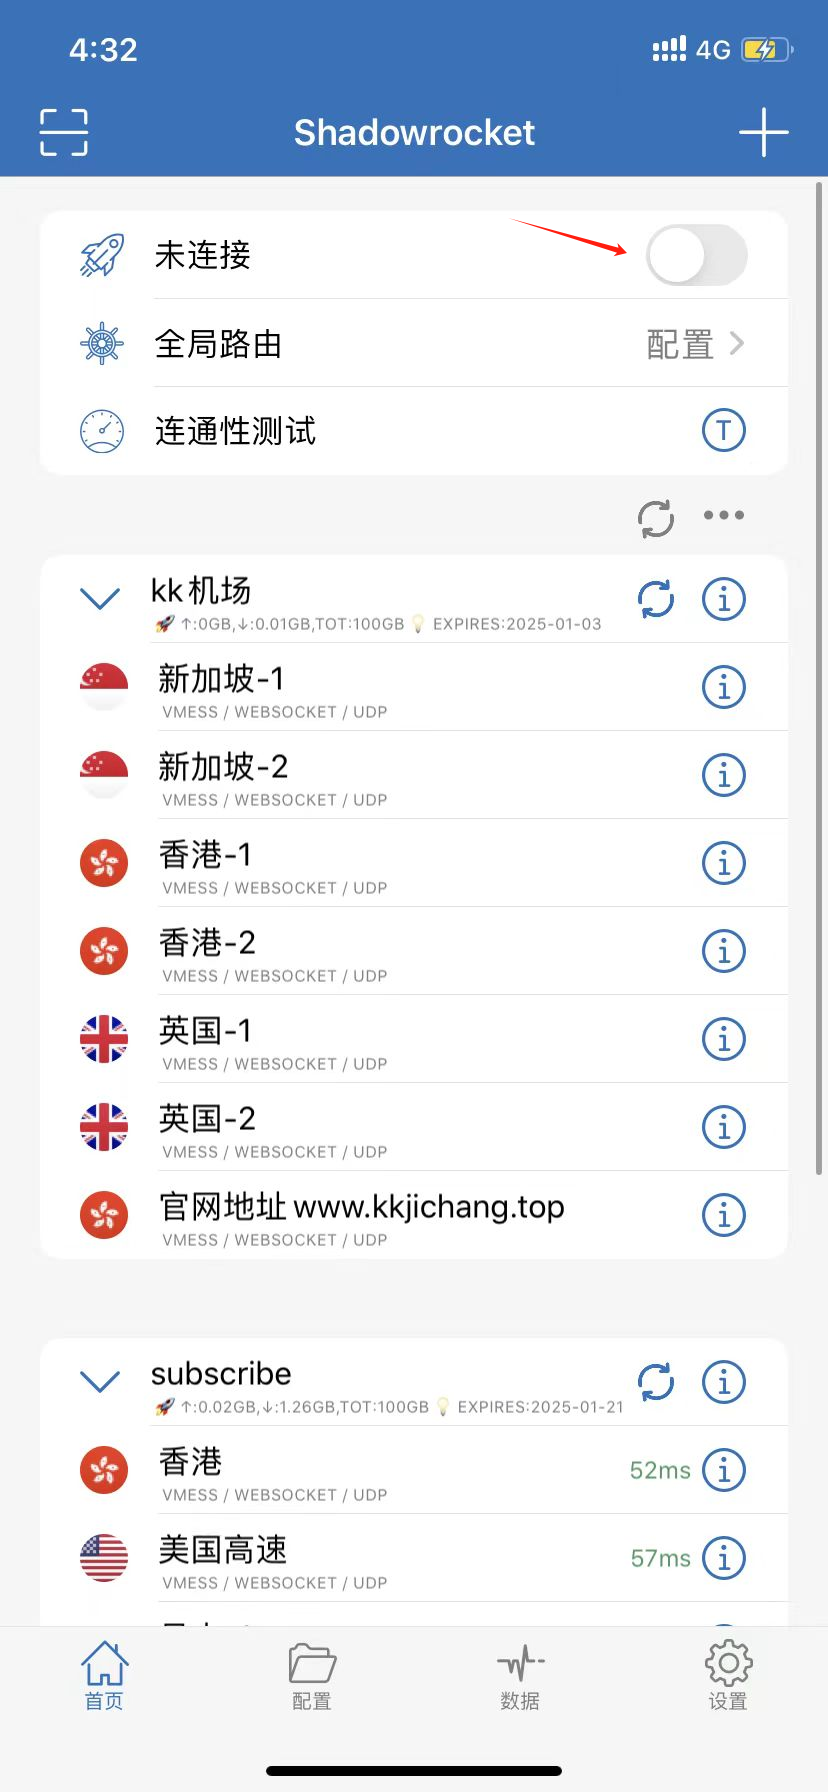 4:32
4G
Shadowrocket
未连接
全局路由
配置
连通性测试
T
kk机场
↑:0GB,↓:0.01GB,TOT:100GB EXPIRES:2025-01-03
新加坡-1
VMESS / WEBSOCKET / UDP
新加坡-2
VMESS / WEBSOCKET / UDP
香港-1
VMESS / WEBSOCKET / UDP
香港-2
VMESS / WEBSOCKET / UDP
英国-1
VMESS / WEBSOCKET / UDP
英国-2
VMESS / WEBSOCKET / UDP
官网地址www.kkjichang.top
VMESS / WEBSOCKET / UDP
subscribe
↑:0.02GB,↓:1.26GB,TOT:100GB EXPIRES:2025-01-21
香港
52ms
VMESS / WEBSOCKET / UDP
美国高速
57ms
VMESS / WEBSOCKET / UDP
首页
配置
数据
设置